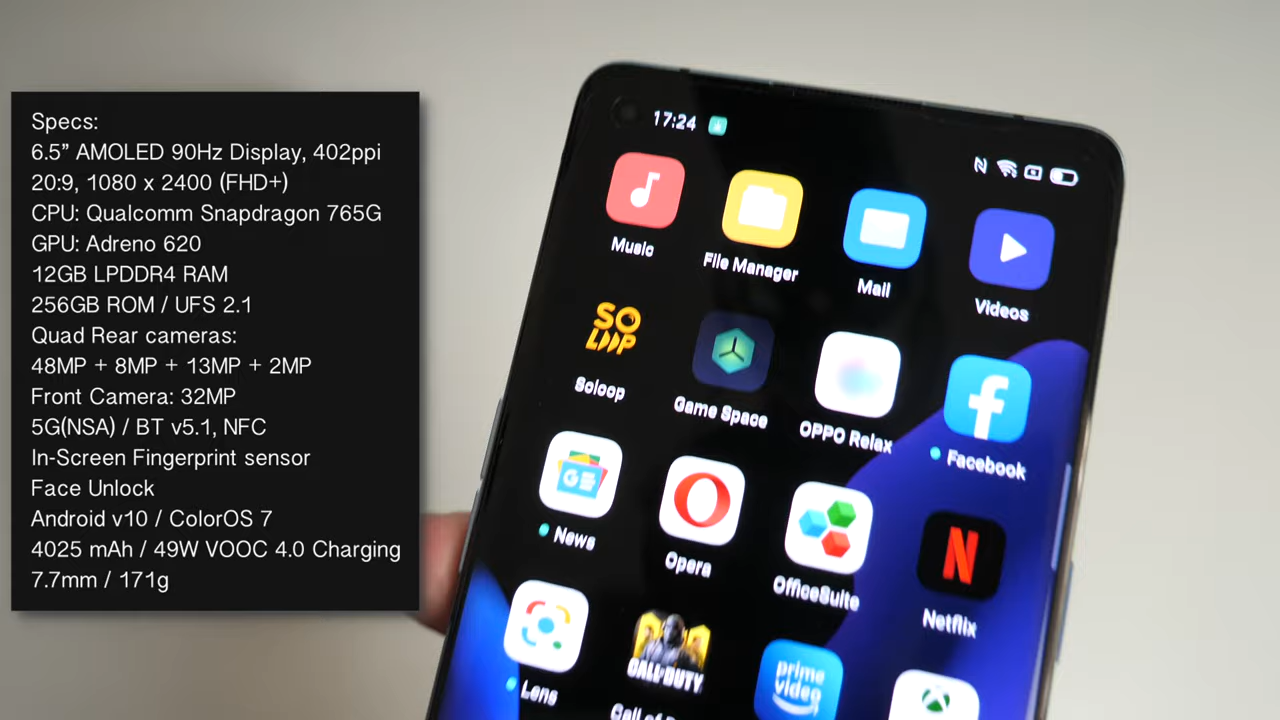 Specs:
6.5” AMOLED 90Hz Display, 402ppi
20:9, 1080 x 2400 (FHD+)
CPU: Qualcomm Snapdragon 765G
GPU: Adreno 620
12GB LPDDR4 RAM
256GB ROM / UFS 2.1
Quad Rear cameras:
48MP + 8MP + 13MP + 2MP
Front Camera: 32MP
5G(NSA) / BT v5.1, NFC
In-Screen Fingerprint sensor
Face Unlock
Android v10 / ColorOS 7
4025 mAh / 49W VOOC 4.0 Charging
7.7mm / 171g
17:24
Music
File Manager
Mail
Videos
SO
LOOP
Soloop
Game Space
OPPO Relax
Facebook
GE
News
Opera
OfficeSuite
N
Netflix
Lens
CALL OF DUTY
Call of
prime
video